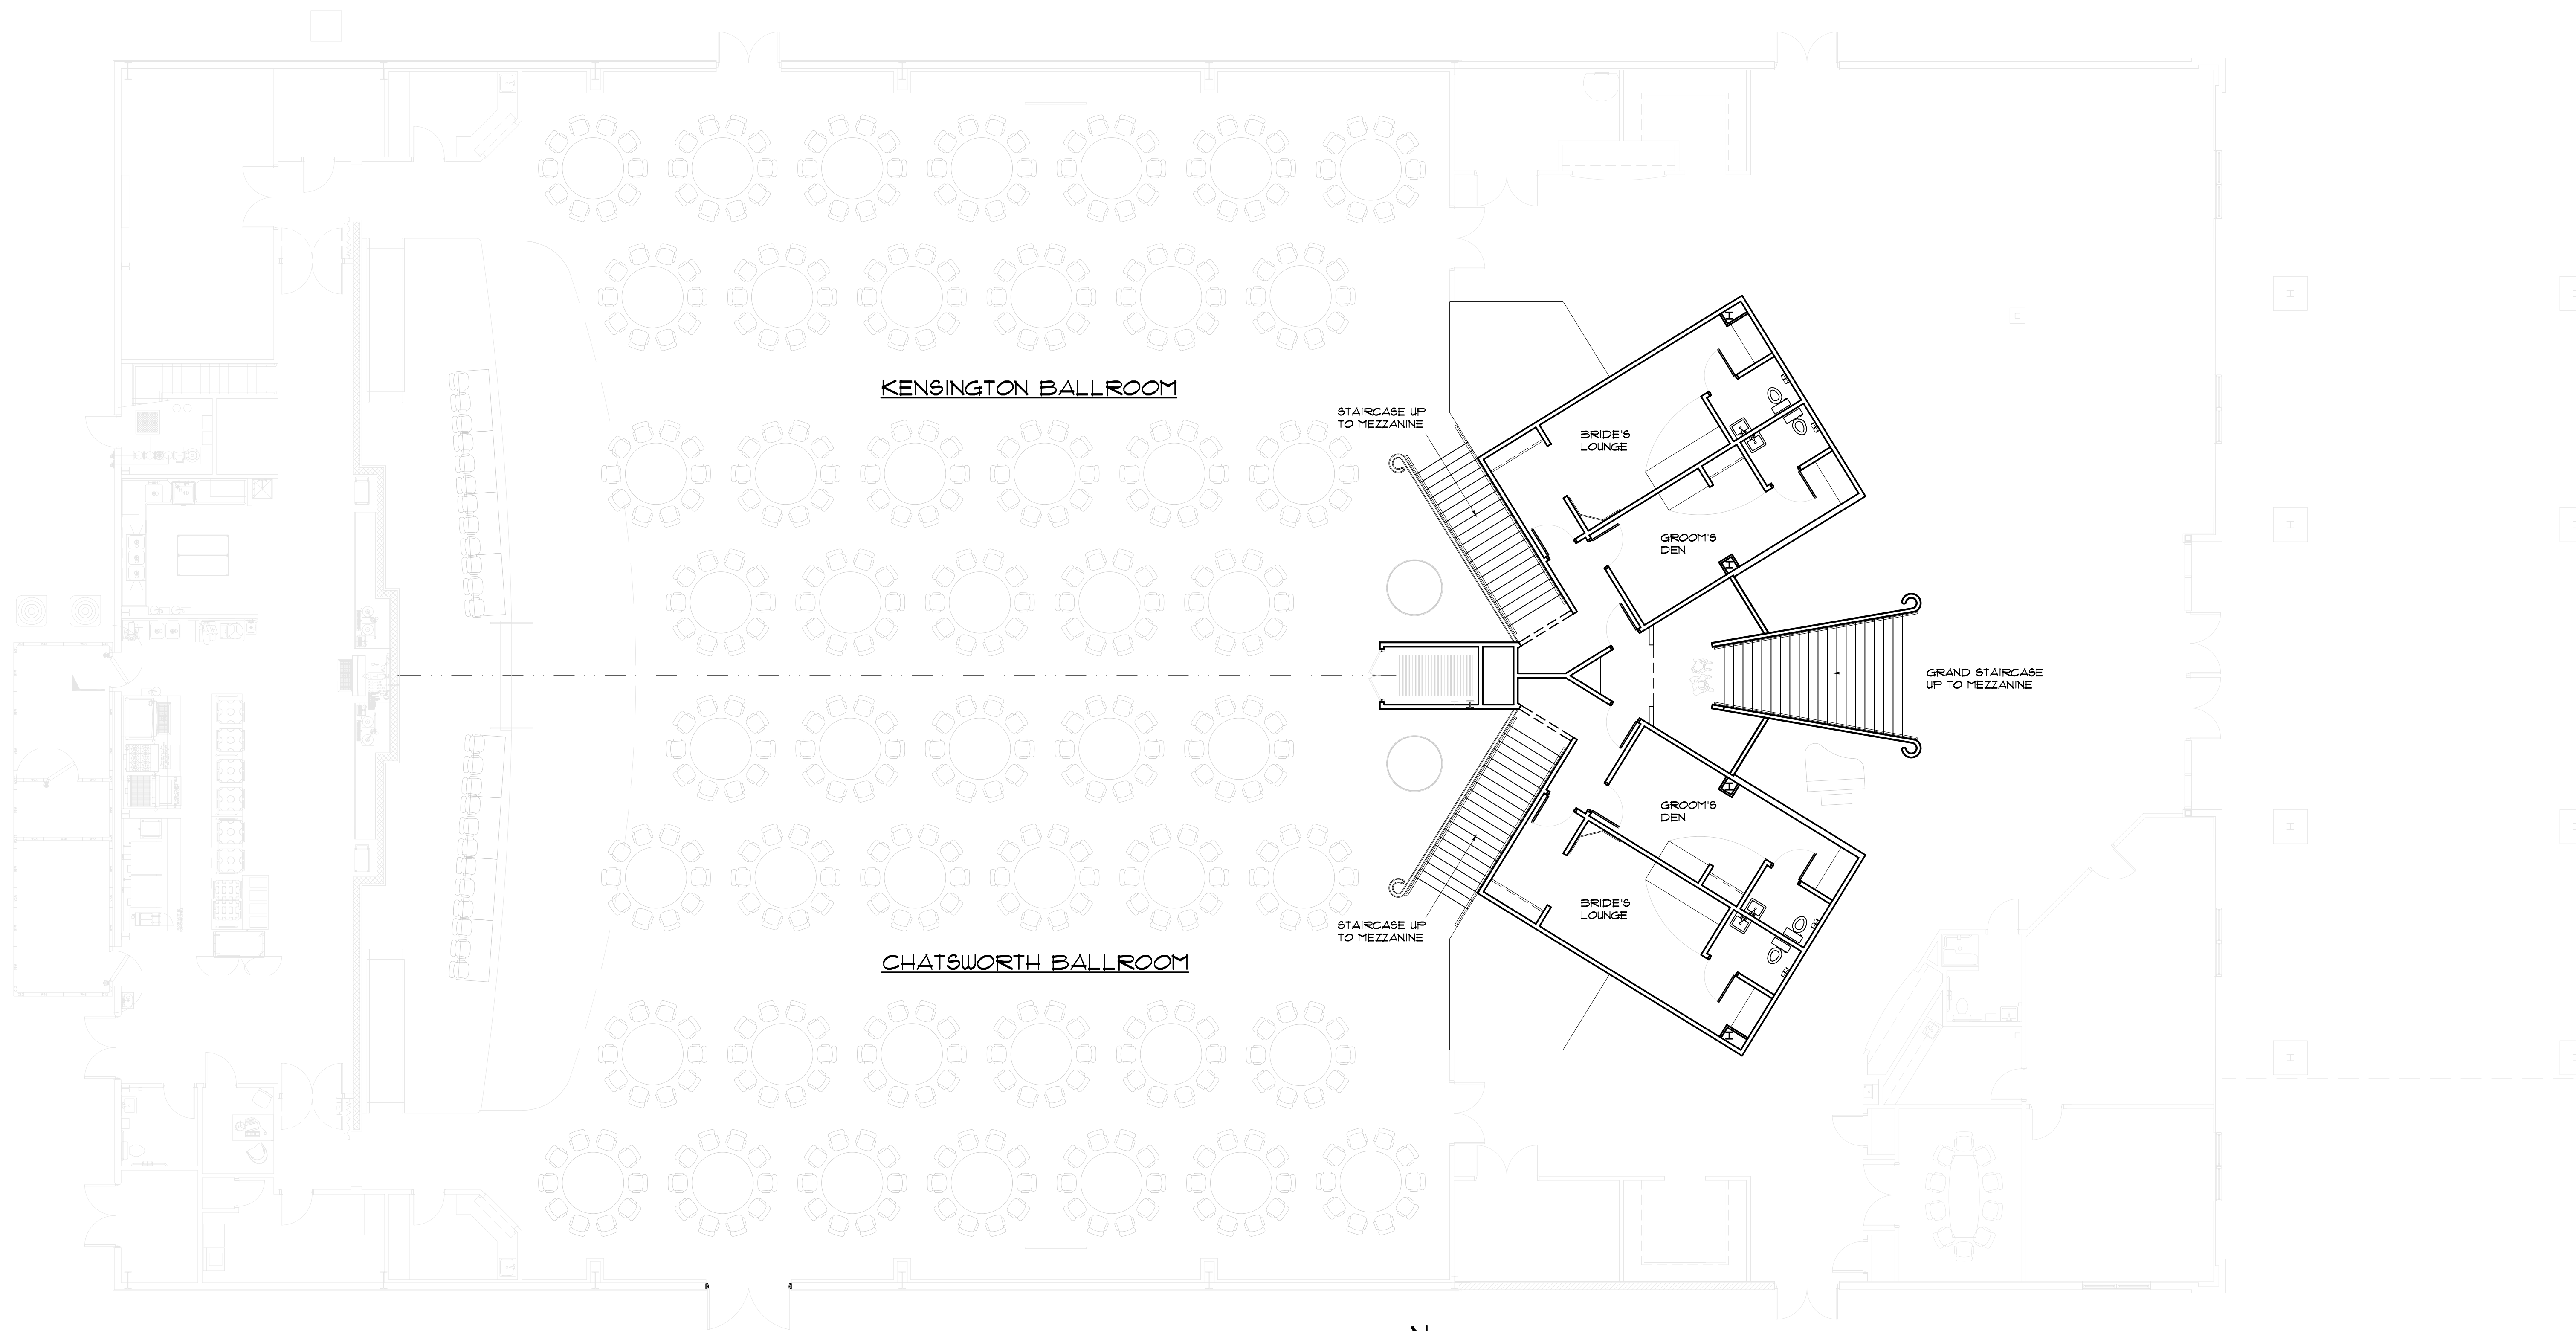 KENSINGTON BALLROOM
STAIRCASE UP
TO MEZZANINE
BRIDE'S
LOUNGE
GROOM'S
DEN
GRAND STAIRCASE
UP TO MEZZANINE
GROOM'S
DEN
BRIDE'S
LOUNGE
STAIRCASE UP
TO MEZZANINE
CHATSWORTH BALLROOM